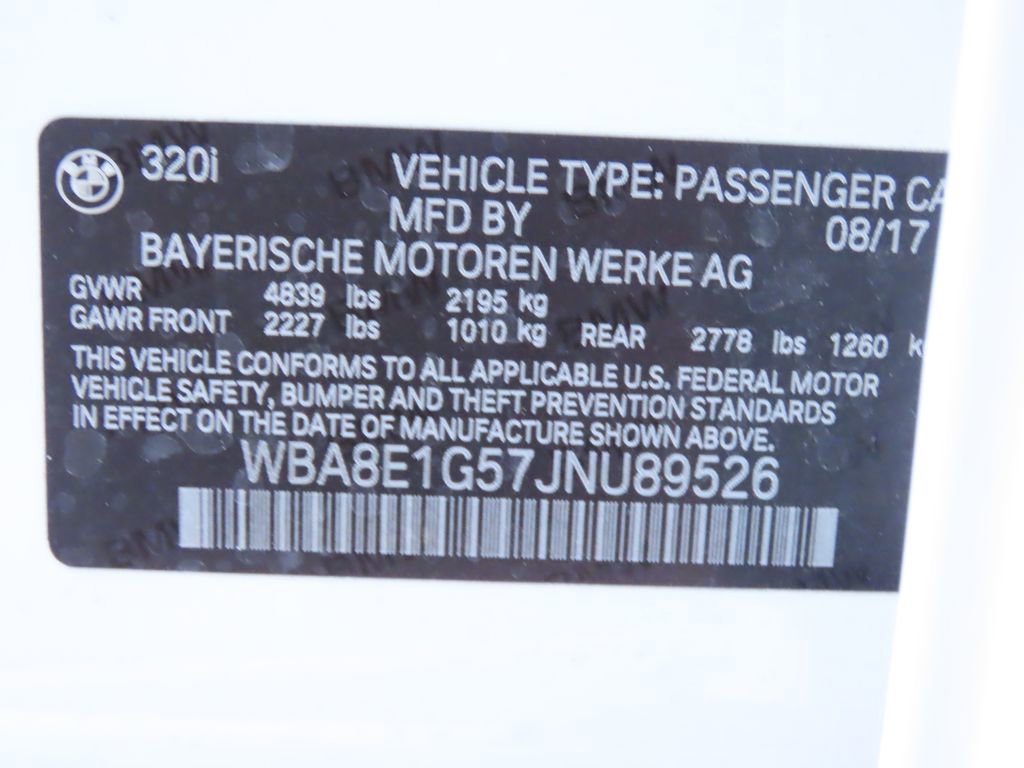 320i VEHICLE TYPE: PASSENGER CA
MFD BY 08/17
BAYERISCHE MOTOREN WERKE AG
GVWR 4839 lbs 2195 kg
GAWR FRONT 2227 lbs 1010 kg REAR 2778 lbs 1260 k
THIS VEHICLE CONFORMS TO ALL APPLICABLE U.S. FEDERAL MOTOR
VEHICLE SAFETY, BUMPER AND THEFT PREVENTION STANDARDS
IN EFFECT ON THE DATE OF MANUFACTURE SHOWN ABOVE.
WBA8E1G57JNU89526